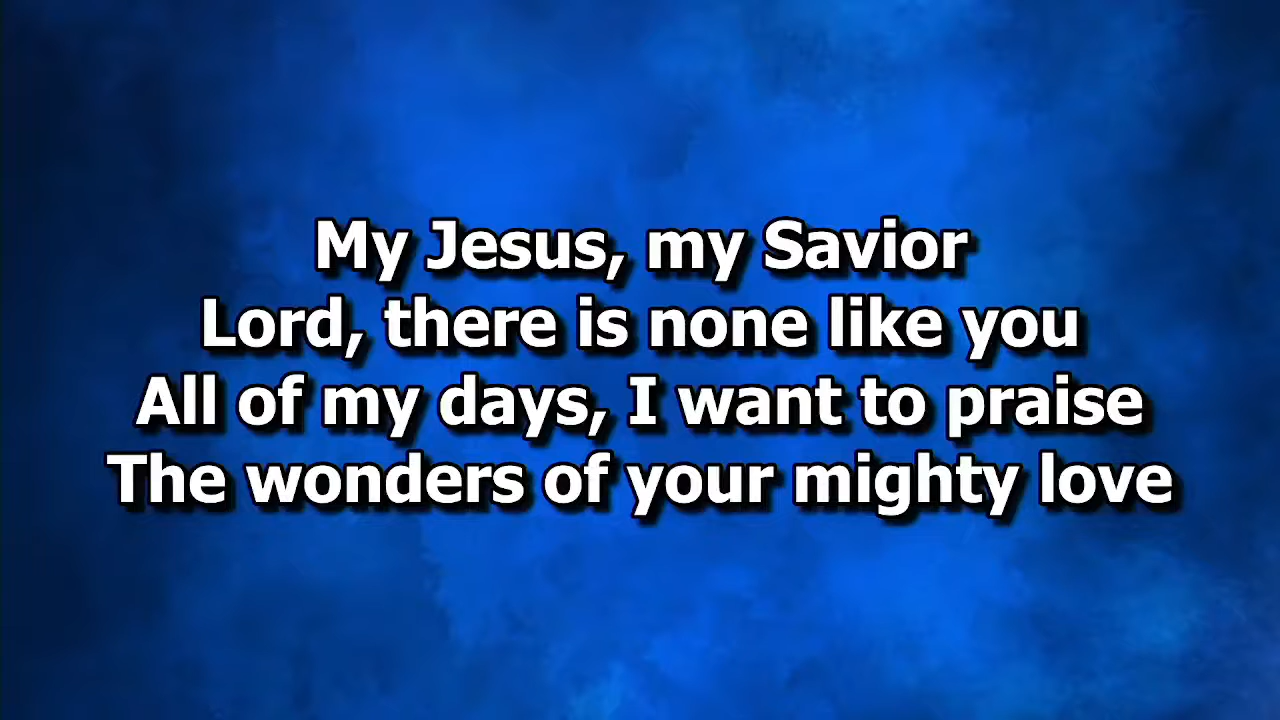 My Jesus, my Savior
Lord, there is none like you
All of my days, I want to praise
The wonders of your mighty love